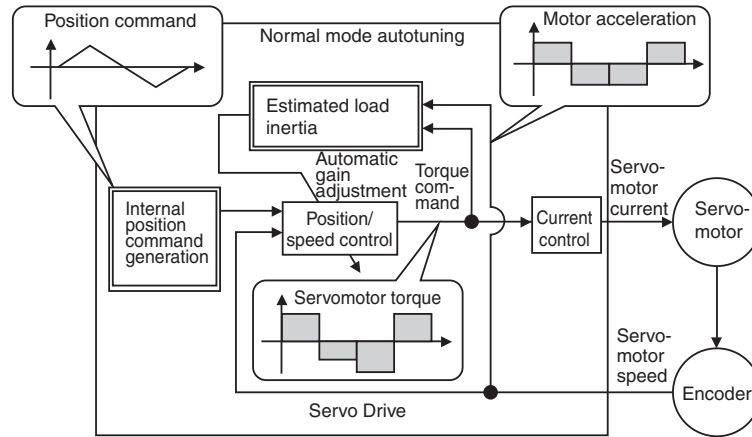 Position command
Normal mode autotuning
Motor acceleration
Estimated load
inertia
Automatic
gain
adjustment
Torque
com-
mand
Servo-
motor
current
Internal
position
command
generation
Position/
speed control
Current
control
Servo-
motor
Servomotor torque
Servo-
motor
speed
Encoder
Servo Drive